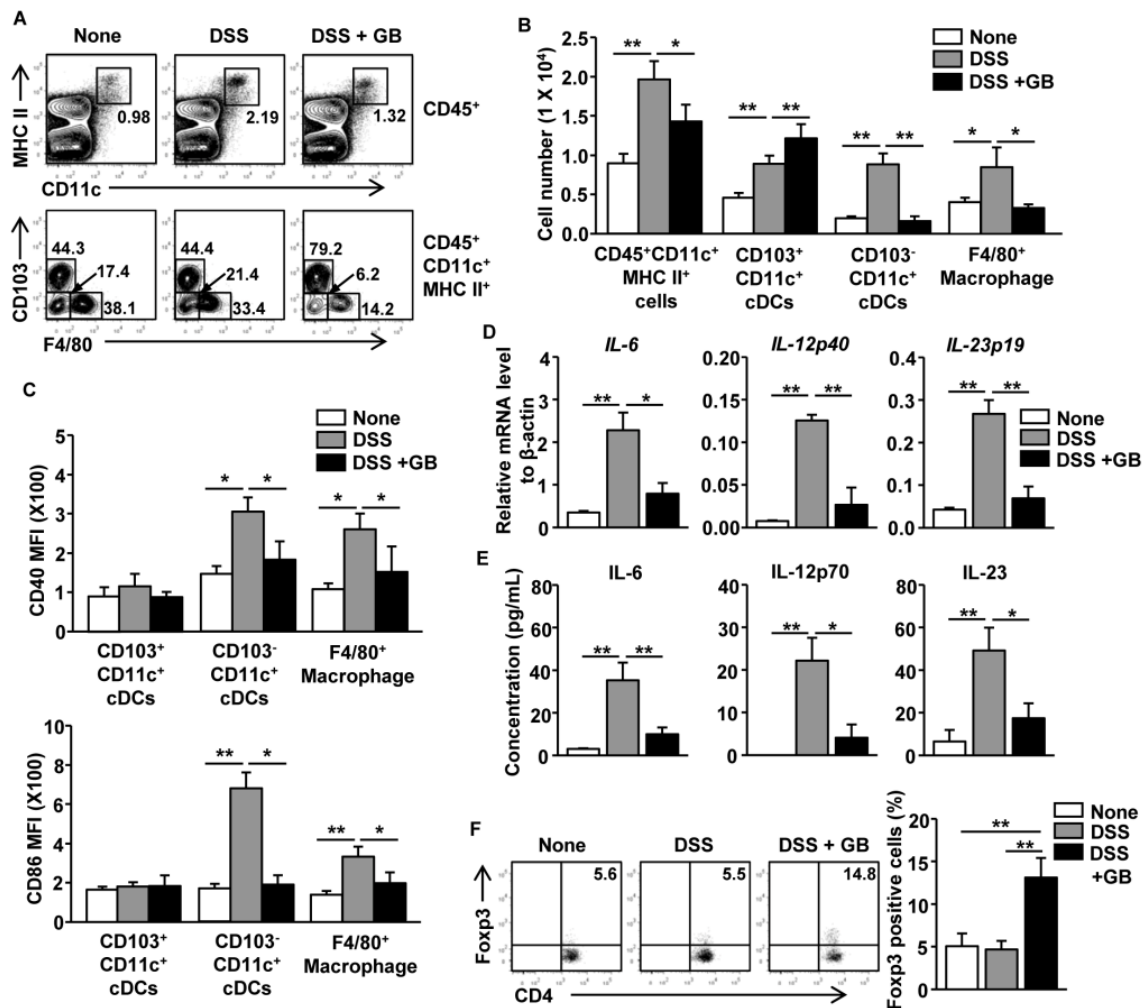 A
None DSS DSS + GB
MHC II
0.98 2.19 1.32
CD45⁺
CD11c
CD103
44.3 44.4 79.2
17.4 21.4 6.2
38.1 33.4 14.2
CD45⁺
CD11c⁺
MHC II⁺
F4/80
B
None
DSS
DSS +GB
Cell number (1 X 10⁴)
2.5
2.0
1.5
1.0
0.5
0.0
** * ** ** ** ** * *
CD45⁺CD11c⁺ MHC II⁺ cells
CD103⁺ CD11c⁺ cDCs
CD103⁻ CD11c⁺ cDCs
F4/80⁺ Macrophage
C
None
DSS
DSS +GB
CD40 MFI (X100)
5
4
3
2
1
0
* * * *
CD103⁺ CD11c⁺ cDCs
CD103⁻ CD11c⁺ cDCs
F4/80⁺ Macrophage
CD86 MFI (X100)
10
8
6
4
2
0
** * ** *
CD103⁺ CD11c⁺ cDCs
CD103⁻ CD11c⁺ cDCs
F4/80⁺ Macrophage
D
Relative mRNA level to β-actin
IL-6
4
3
2
1
0
** *
IL-12p40
0.20
0.15
0.10
0.05
0.00
** **
IL-23p19
0.4
0.3
0.2
0.1
0.0
** **
None
DSS
DSS +GB
E
Concentration (pg/mL)
IL-6
80
60
40
20
0
** **
IL-12p70
40
30
20
10
0
** *
IL-23
80
60
40
20
0
** *
F
None DSS DSS + GB
Foxp3
5.6 5.5 14.8
CD4
Foxp3 positive cells (%)
20
15
10
5
0
**
**
None
DSS
DSS
+GB